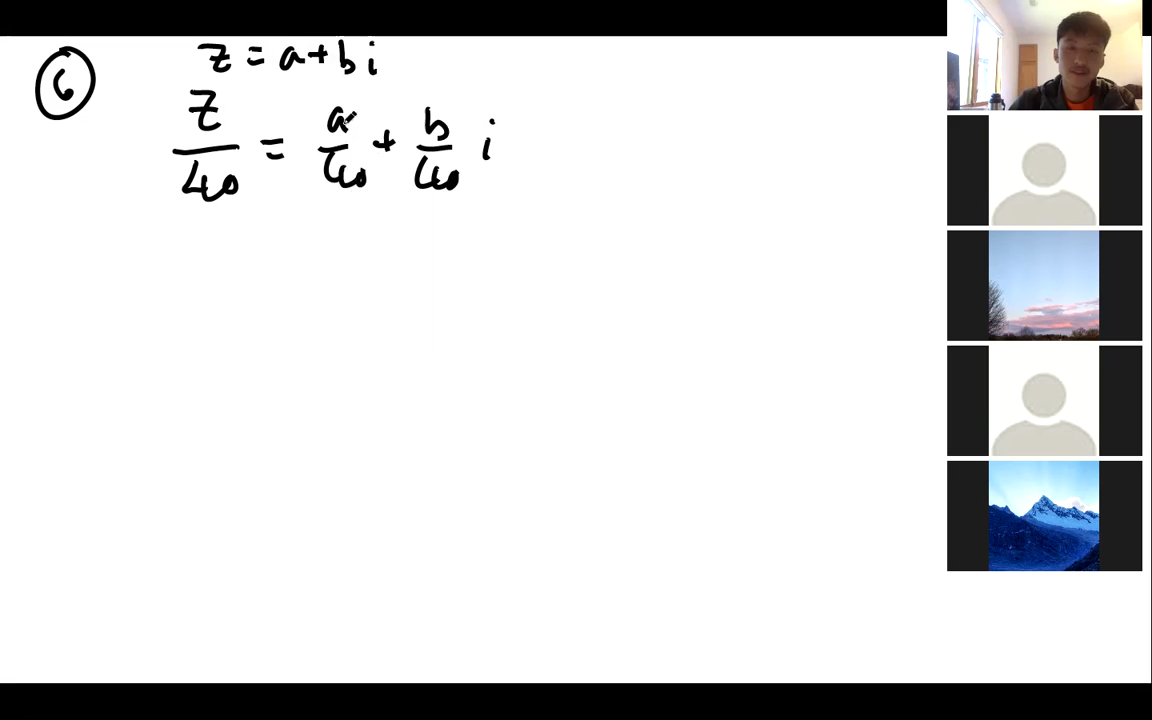 6
z = a + bi
z/40 = a/40 + b/40 i